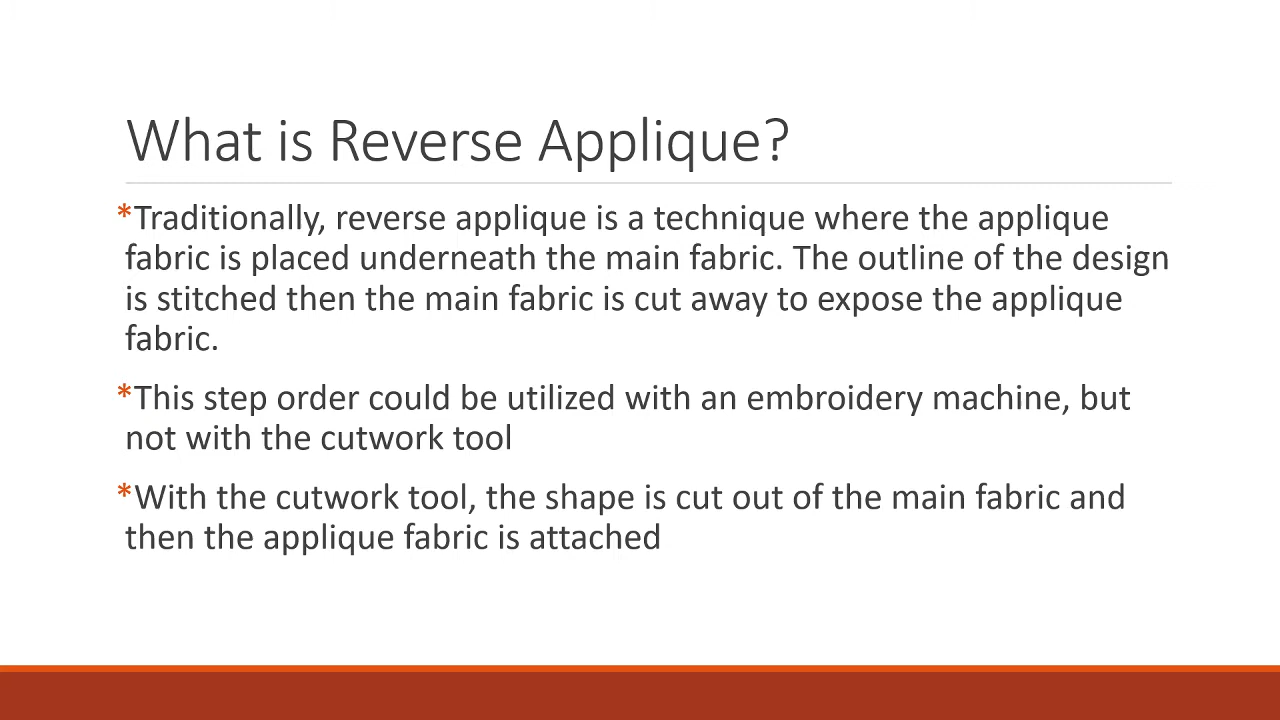 What is Reverse Applique?
*Traditionally, reverse applique is a technique where the applique
fabric is placed underneath the main fabric. The outline of the design
is stitched then the main fabric is cut away to expose the applique
fabric.
*This step order could be utilized with an embroidery machine, but
not with the cutwork tool
*With the cutwork tool, the shape is cut out of the main fabric and
then the applique fabric is attached